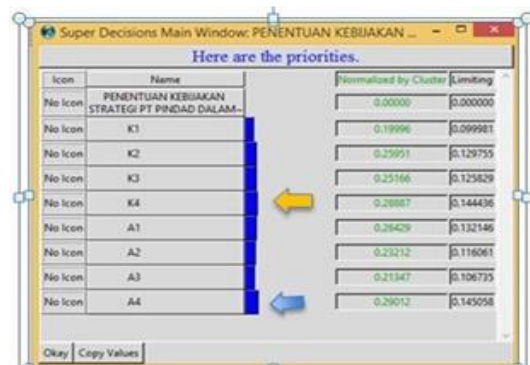 Super Decisions Main Window: PENENTUAN KEBIJAKAN ...
Here are the priorities.
Icon Name Normalized by Cluster Limiting
No Icon PENENTUAN KEBIJAKAN STRATEGI PT PINDAD DALAM~ 0.00000 0.000000
No Icon K1 0.19996 0.099981
No Icon K2 0.25951 0.129755
No Icon K3 0.25166 0.125829
No Icon K4 0.28887 0.144436
No Icon A1 0.26429 0.132146
No Icon A2 0.23212 0.116061
No Icon A3 0.21347 0.106735
No Icon A4 0.29012 0.145058
Okay Copy Values